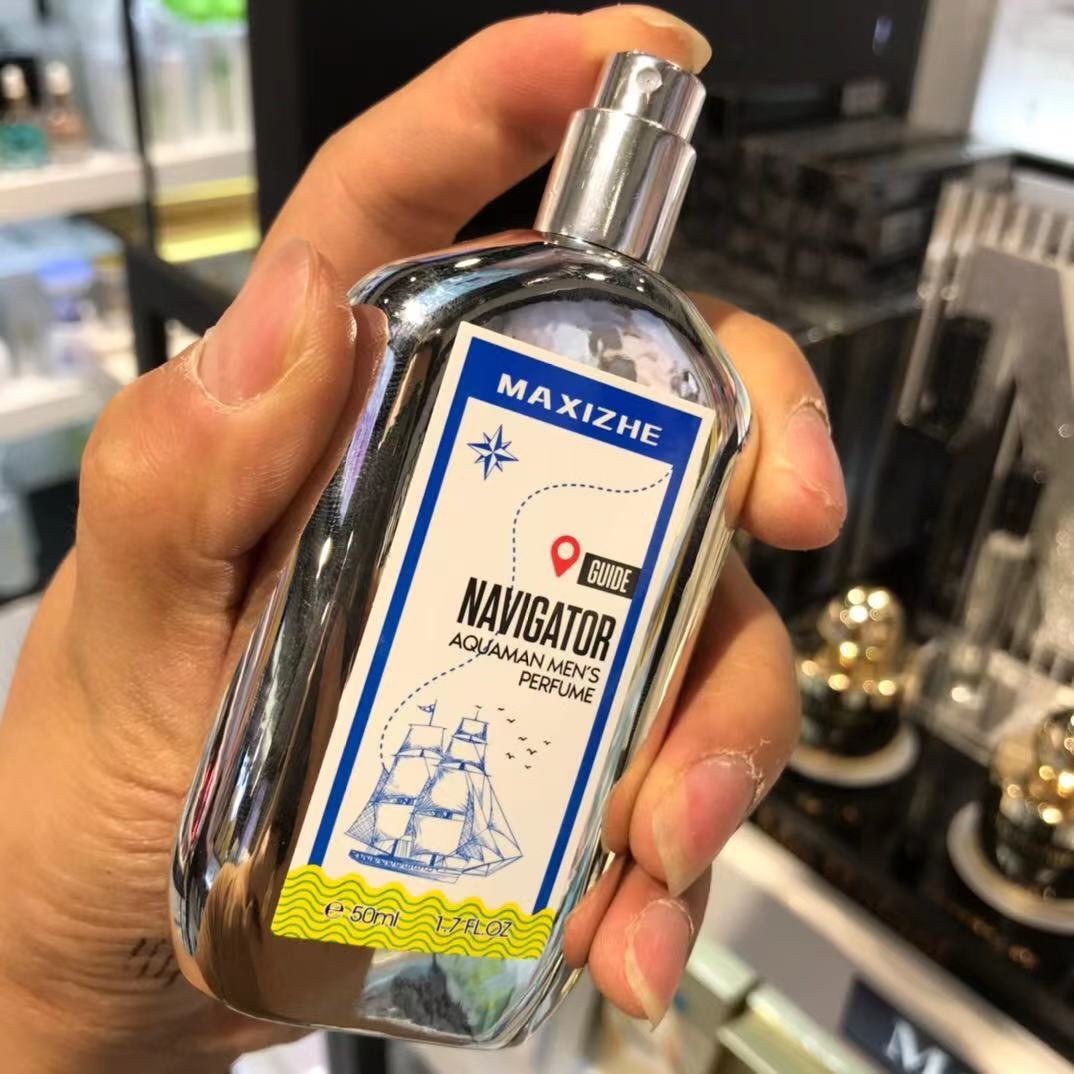 MAXIZHE
GUIDE
NAVIGATOR
AQUAMAN MEN'S
PERFUME
e 50ml 1.7 FL.OZ
M